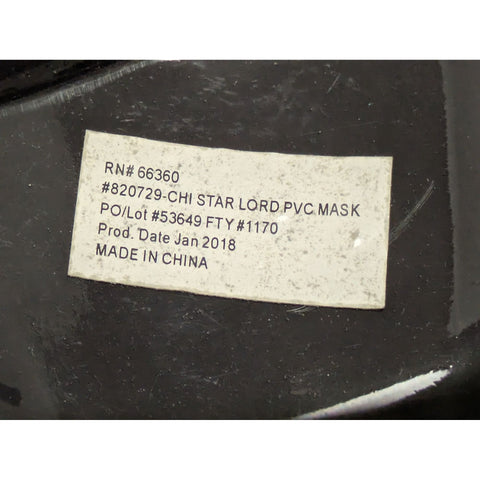 RN# 66360
#820729-CHI STAR LORD PVC MASK
PO/Lot #53649 FTY #1170
Prod. Date Jan 2018
MADE IN CHINA